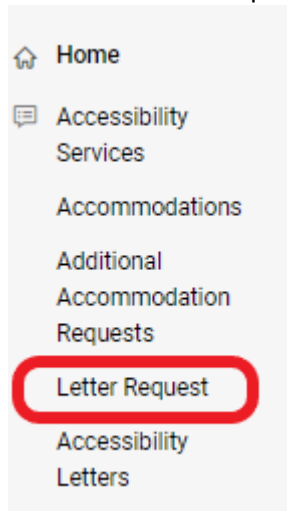 Home
Accessibility
Services
Accommodations
Additional
Accommodation
Requests
Letter Request
Accessibility
Letters